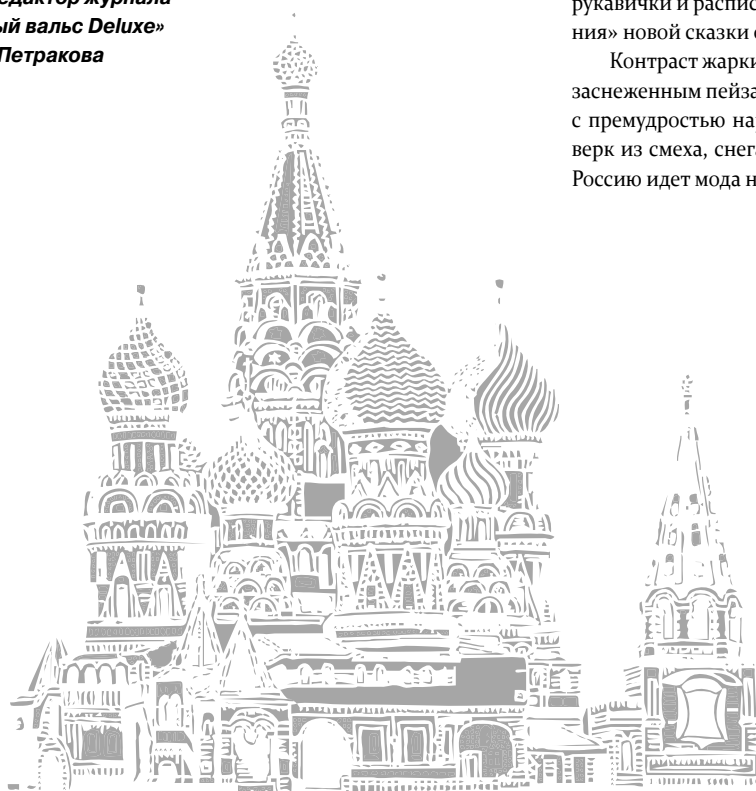 едактор журнала
ый вальс Deluxe»
Петракова
рукавички и распис
ния» новой сказки
Контраст жарки
заснеженным пейза
с премудростью на
верк из смеха, снег
Россию идет мода н